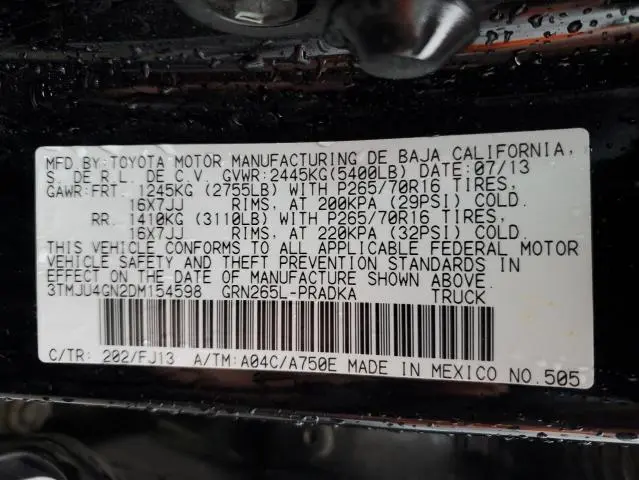 MFD BY:TOYOTA MOTOR MANUFACTURING DE BAJA CALIFORNIA,
S. DE R.L. DE C.V. GVWR:2445KG(5400LB) DATE:07/13
GAWR:FRT. 1245KG (2755LB) WITH P265/70R16 TIRES,
16X7JJ RIMS, AT 200KPA (29PSI) COLD.
RR. 1410KG (3110LB) WITH P265/70R16 TIRES,
16X7JJ RIMS, AT 220KPA (32PSI) COLD.
THIS VEHICLE CONFORMS TO ALL APPLICABLE FEDERAL MOTOR
VEHICLE SAFETY AND THEFT PREVENTION STANDARDS IN
EFFECT ON THE DATE OF MANUFACTURE SHOWN ABOVE.
3TMJU4GN2DM154598 GRN265L-PRADKA TRUCK
C/TR: 202/FJ13 A/TM:A04C/A750E MADE IN MEXICO NO.505